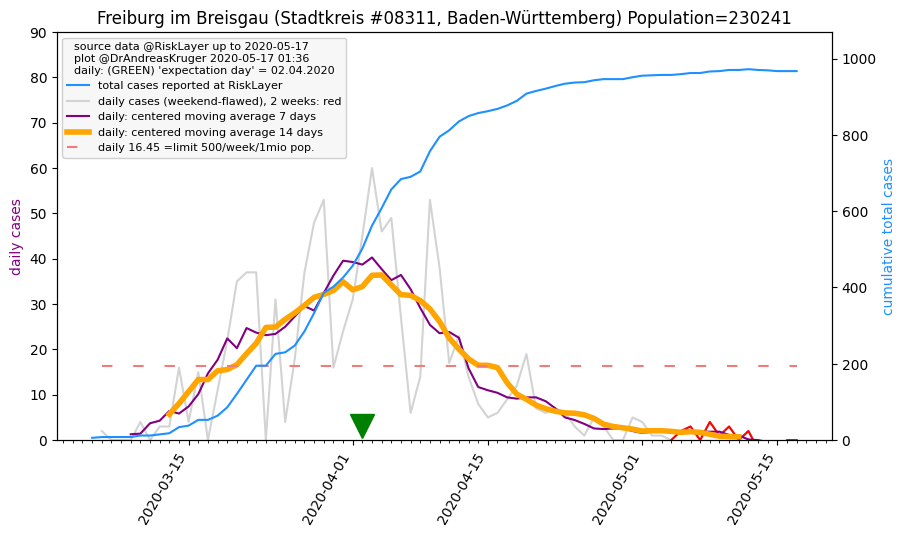 Freiburg im Breisgau (Stadtkreis #08311, Baden-Württemberg) Population=230241
source data @RiskLayer up to 2020-05-17
plot @DrAndreasKruger 2020-05-17 01:36
daily: (GREEN) 'expectation day' = 02.04.2020
total cases reported at RiskLayer
daily cases (weekend-flawed), 2 weeks: red
daily: centered moving average 7 days
daily: centered moving average 14 days
daily 16.45 =limit 500/week/1mio pop.
daily cases
90
80
70
60
50
40
30
20
10
0
1000
800
600
400
200
0
cumulative total cases
2020-03-15
2020-04-01
2020-04-15
2020-05-01
2020-05-15